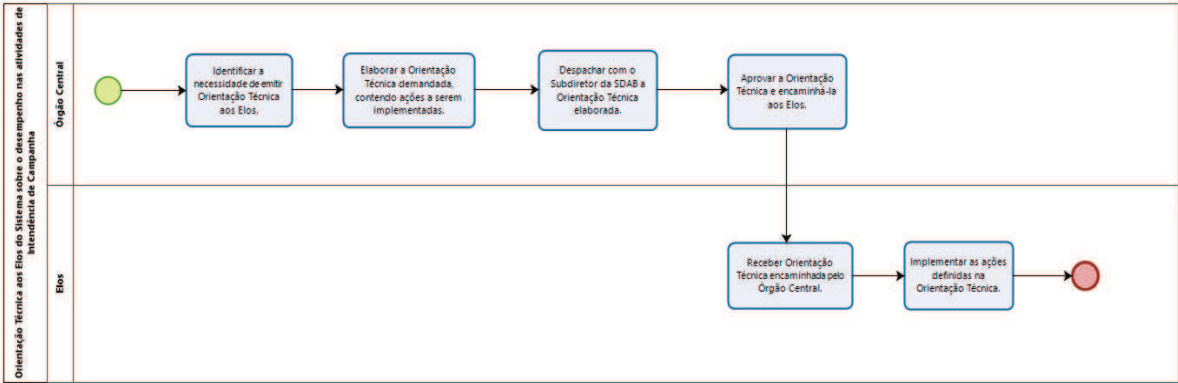 Orientação Técnica aos Elos do Sistema sobre o desempenho nas atividades de
Intendência de Campanha
Órgão Central
Identificar a
necessidade de emitir
Orientação Técnica
aos Elos.
Elaborar a Orientação
Técnica demandada,
contendo ações a serem
implementadas.
Despachar com o
Subdiretor da SDAB a
Orientação Técnica
elaborada.
Aprovar a Orientação
Técnica e encaminhá-la
aos Elos.
Elos
Receber Orientação
Técnica encaminhada pelo
Órgão Central.
Implementar as ações
definidas na
Orientação Técnica.